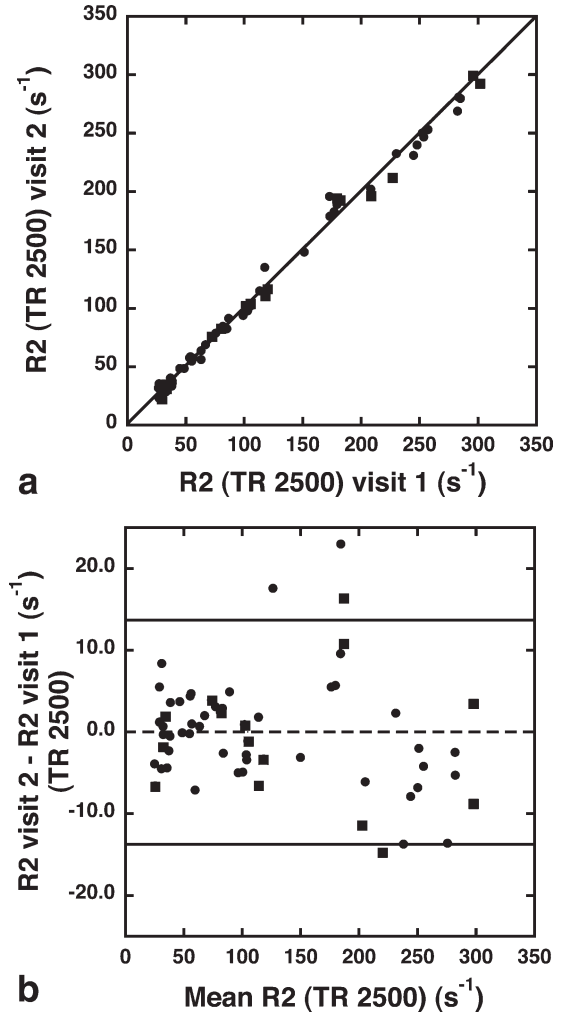 350
300
250
200
150
100
50
0
R2 (TR 2500) visit 2 (s⁻¹)
0 50 100 150 200 250 300 350
R2 (TR 2500) visit 1 (s⁻¹)
a
20.0
10.0
0.0
-10.0
-20.0
R2 visit 2 - R2 visit 1 (s⁻¹)
(TR 2500)
0 50 100 150 200 250 300 350
Mean R2 (TR 2500) (s⁻¹)
b